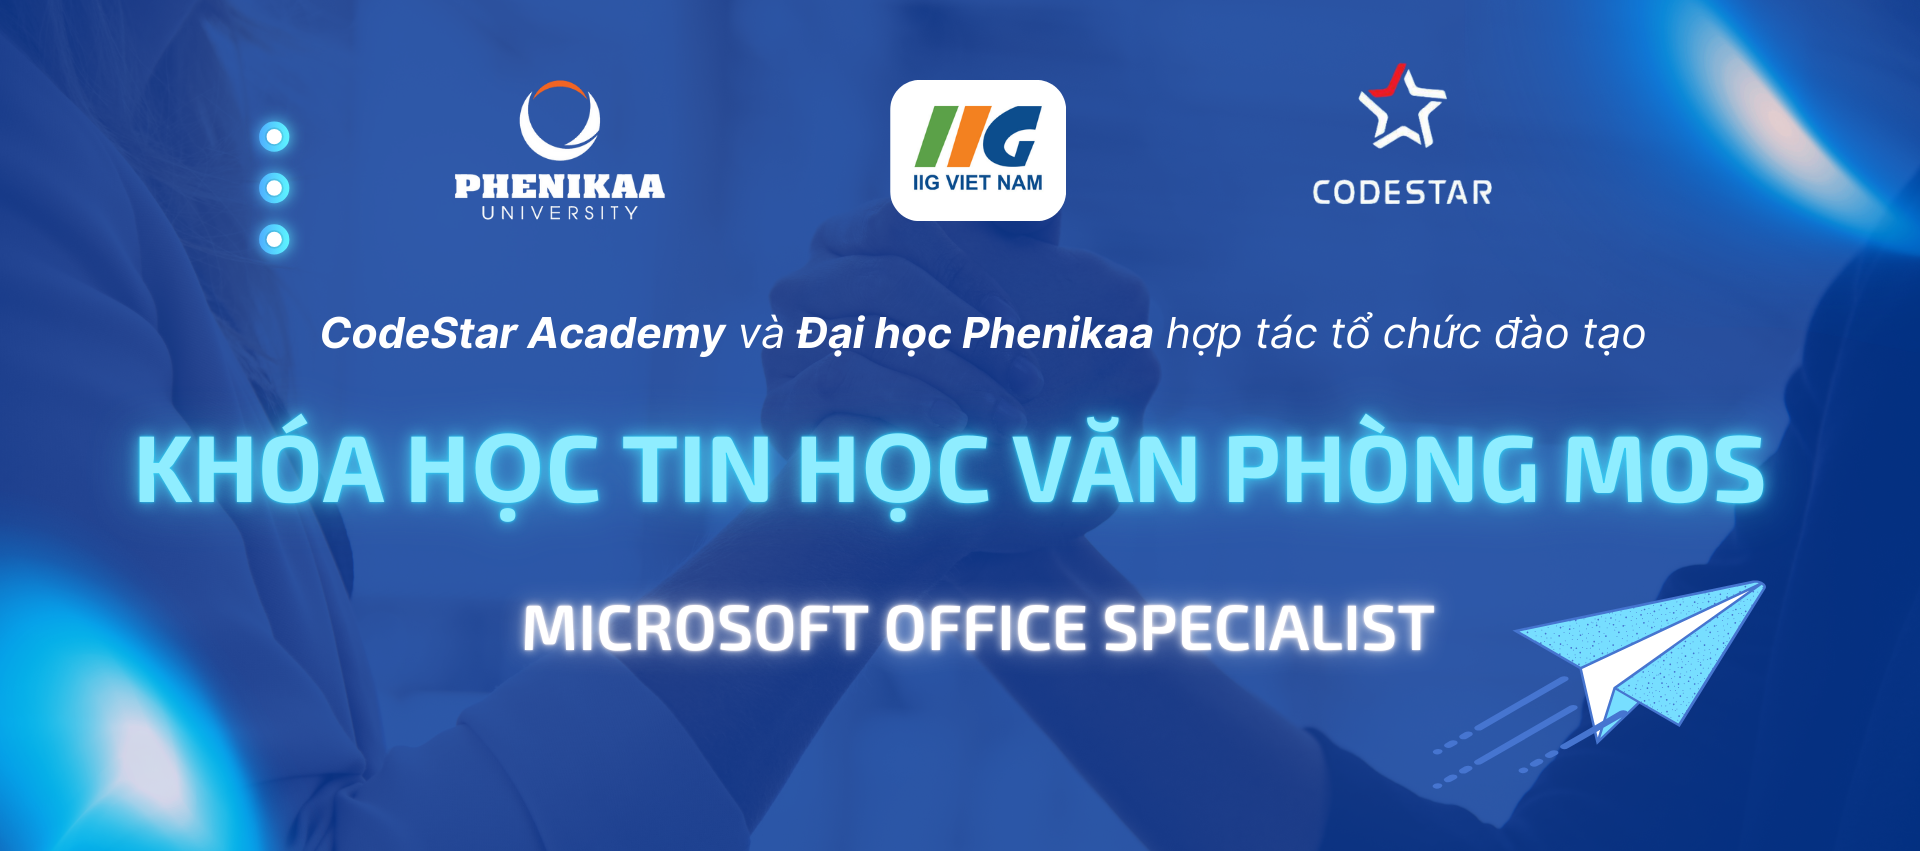 PHENIKAA
UNIVERSITY
IIG
IIG VIET NAM
CODESTAR
CodeStar Academy và Đại học Phenikaa hợp tác tổ chức đào tạo
KHÓA HỌC TIN HỌC VĂN PHÒNG MOS
MICROSOFT OFFICE SPECIALIST